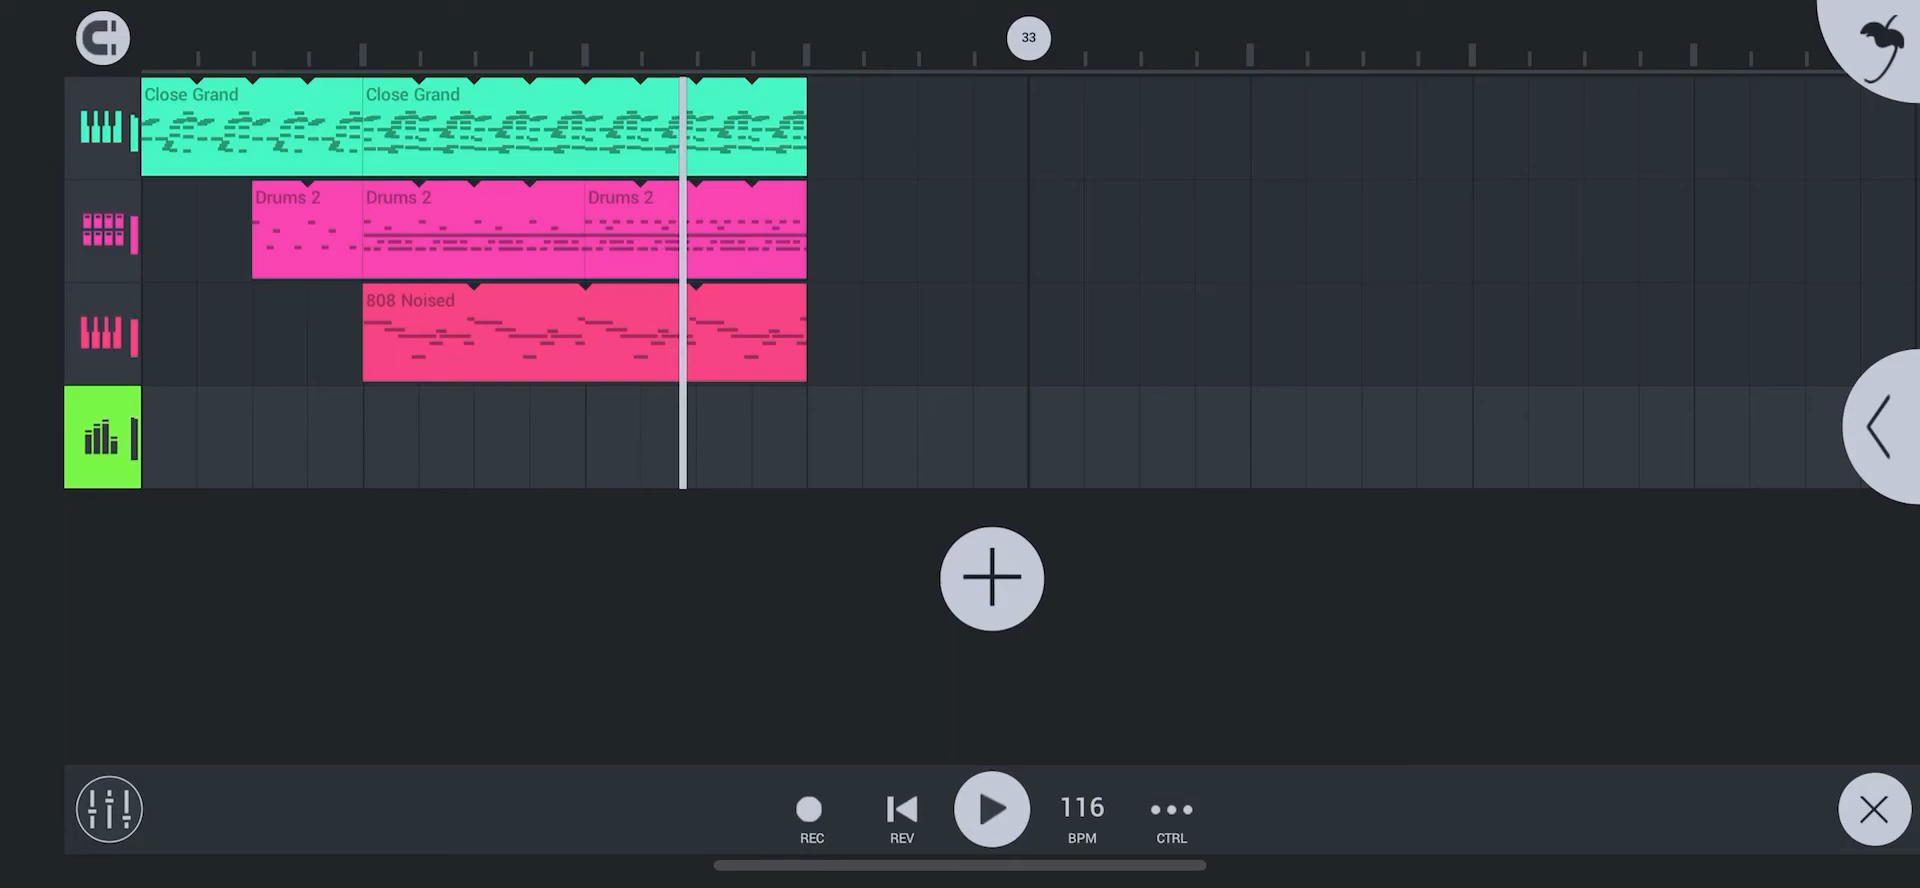 33
Close Grand
Close Grand
Drums 2
Drums 2
Drums 2
808 Noised
116
REC
REV
BPM
CTRL